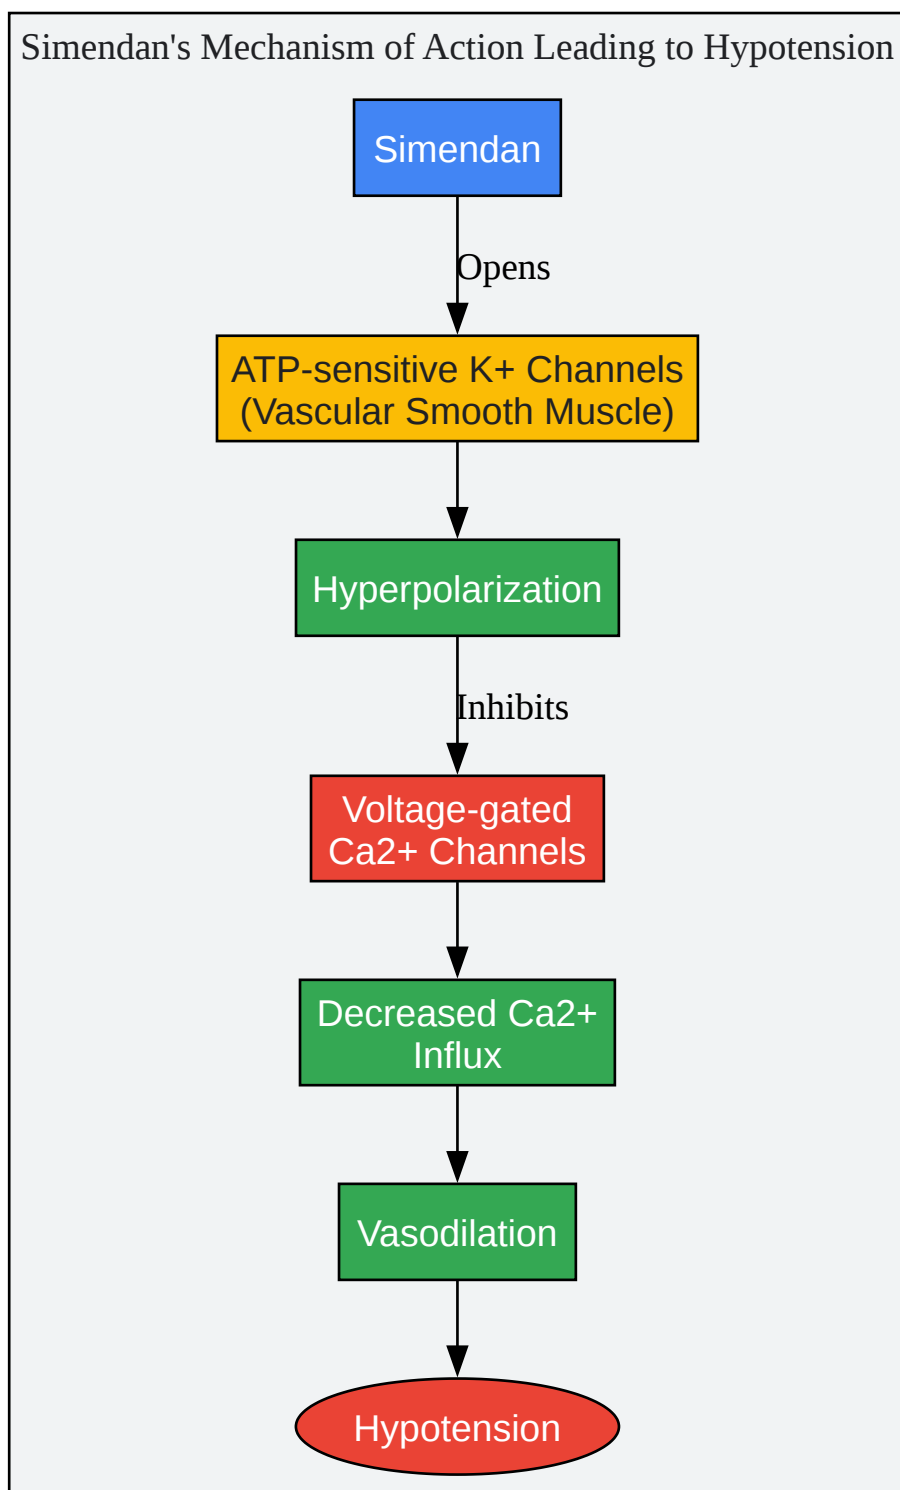 Simendan's Mechanism of Action Leading to Hypotension
Simendan
Opens
ATP-sensitive K+ Channels
(Vascular Smooth Muscle)
Hyperpolarization
Inhibits
Voltage-gated
Ca2+ Channels
Decreased Ca2+
Influx
Vasodilation
Hypotension